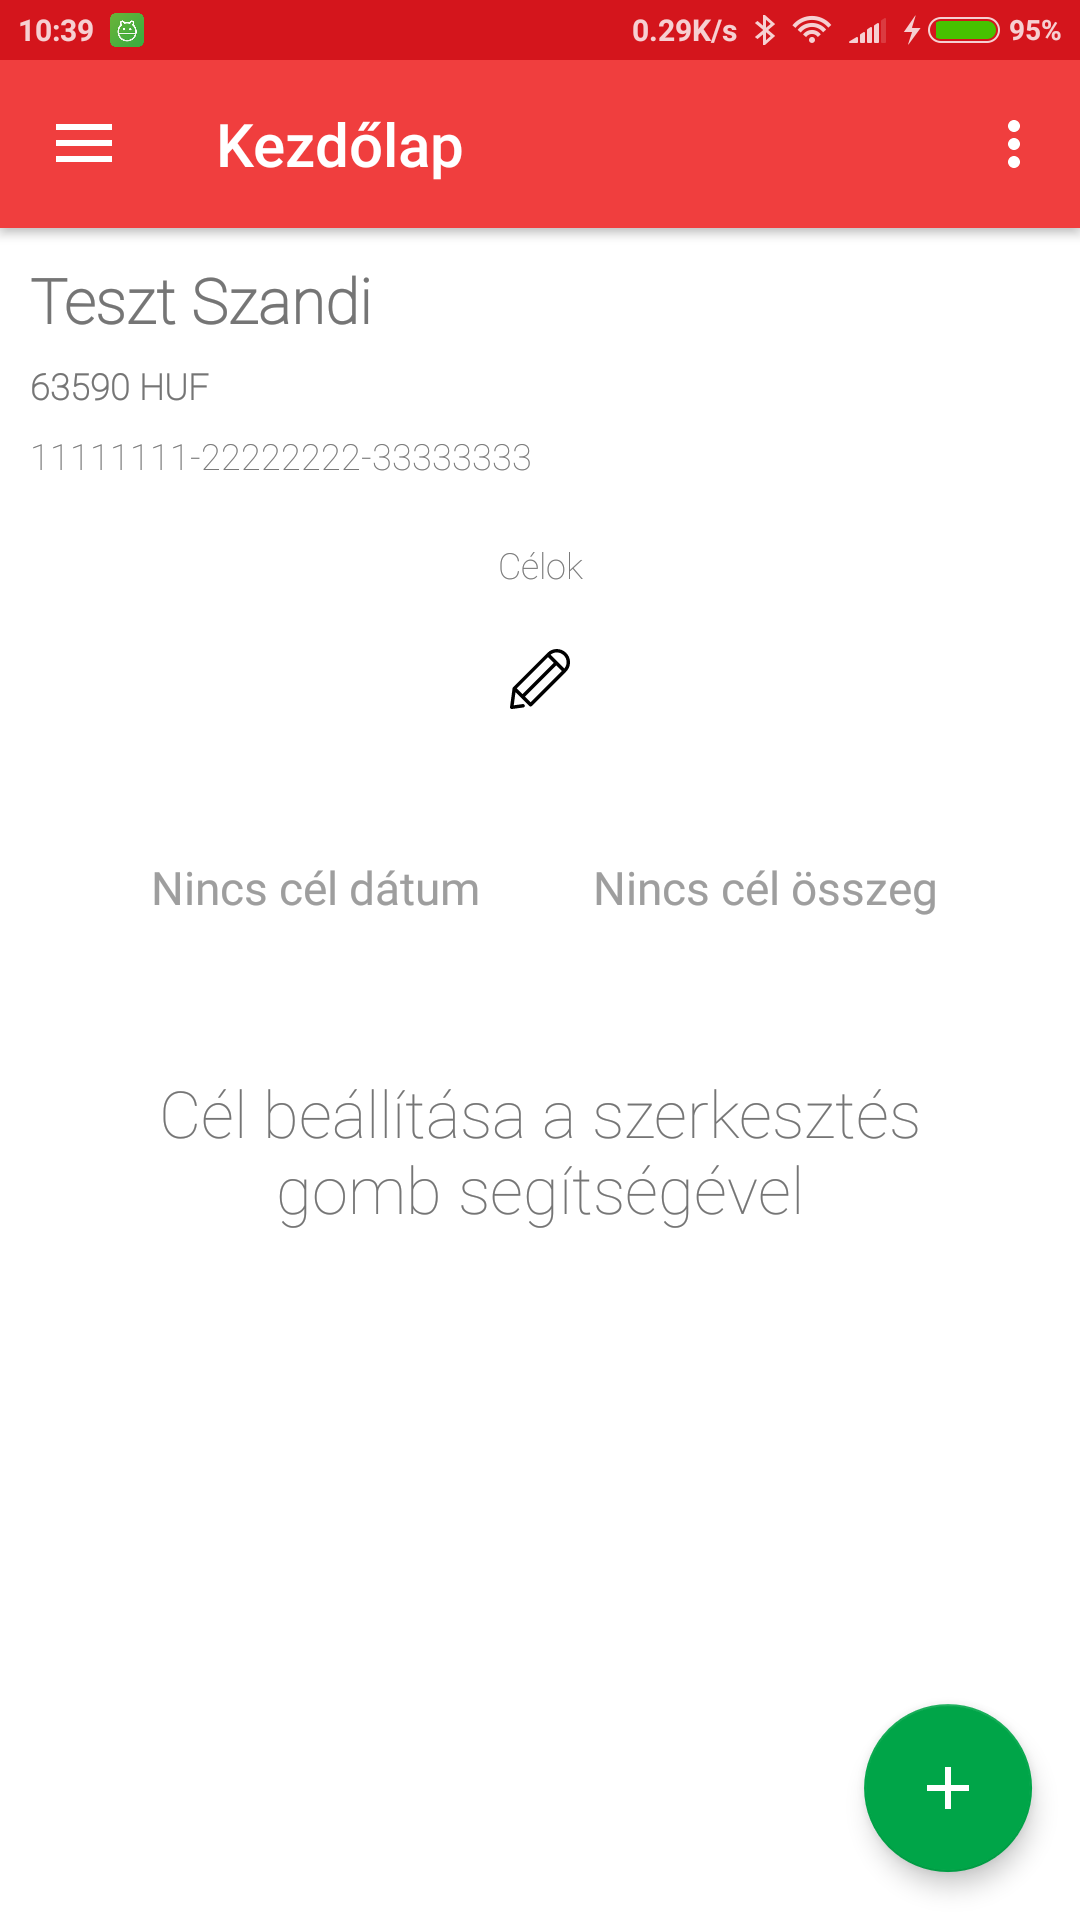 10:39 0.29K/s 95%
Kezdőlap
Teszt Szandi
63590 HUF
11111111-22222222-33333333
Célok
Nincs cél dátum Nincs cél összeg
Cél beállítása a szerkesztés
gomb segítségével